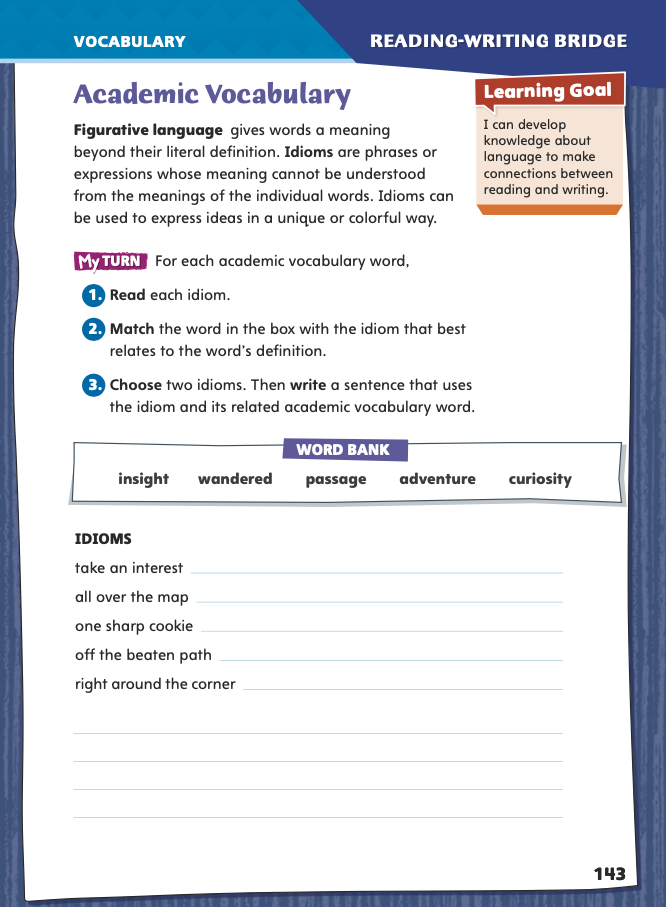 VOCABULARY
READING-WRITING BRIDGE
Academic Vocabulary
Learning Goal
I can develop
knowledge about
language to make
connections between
reading and writing.
Figurative language gives words a meaning
beyond their literal definition. Idioms are phrases or
expressions whose meaning cannot be understood
from the meanings of the individual words. Idioms can
be used to express ideas in a unique or colorful way.
My TURN For each academic vocabulary word,
1. Read each idiom.
2. Match the word in the box with the idiom that best
relates to the word's definition.
3. Choose two idioms. Then write a sentence that uses
the idiom and its related academic vocabulary word.
WORD BANK
insight wandered passage adventure curiosity
IDIOMS
take an interest
all over the map
one sharp cookie
off the beaten path
right around the corner
143